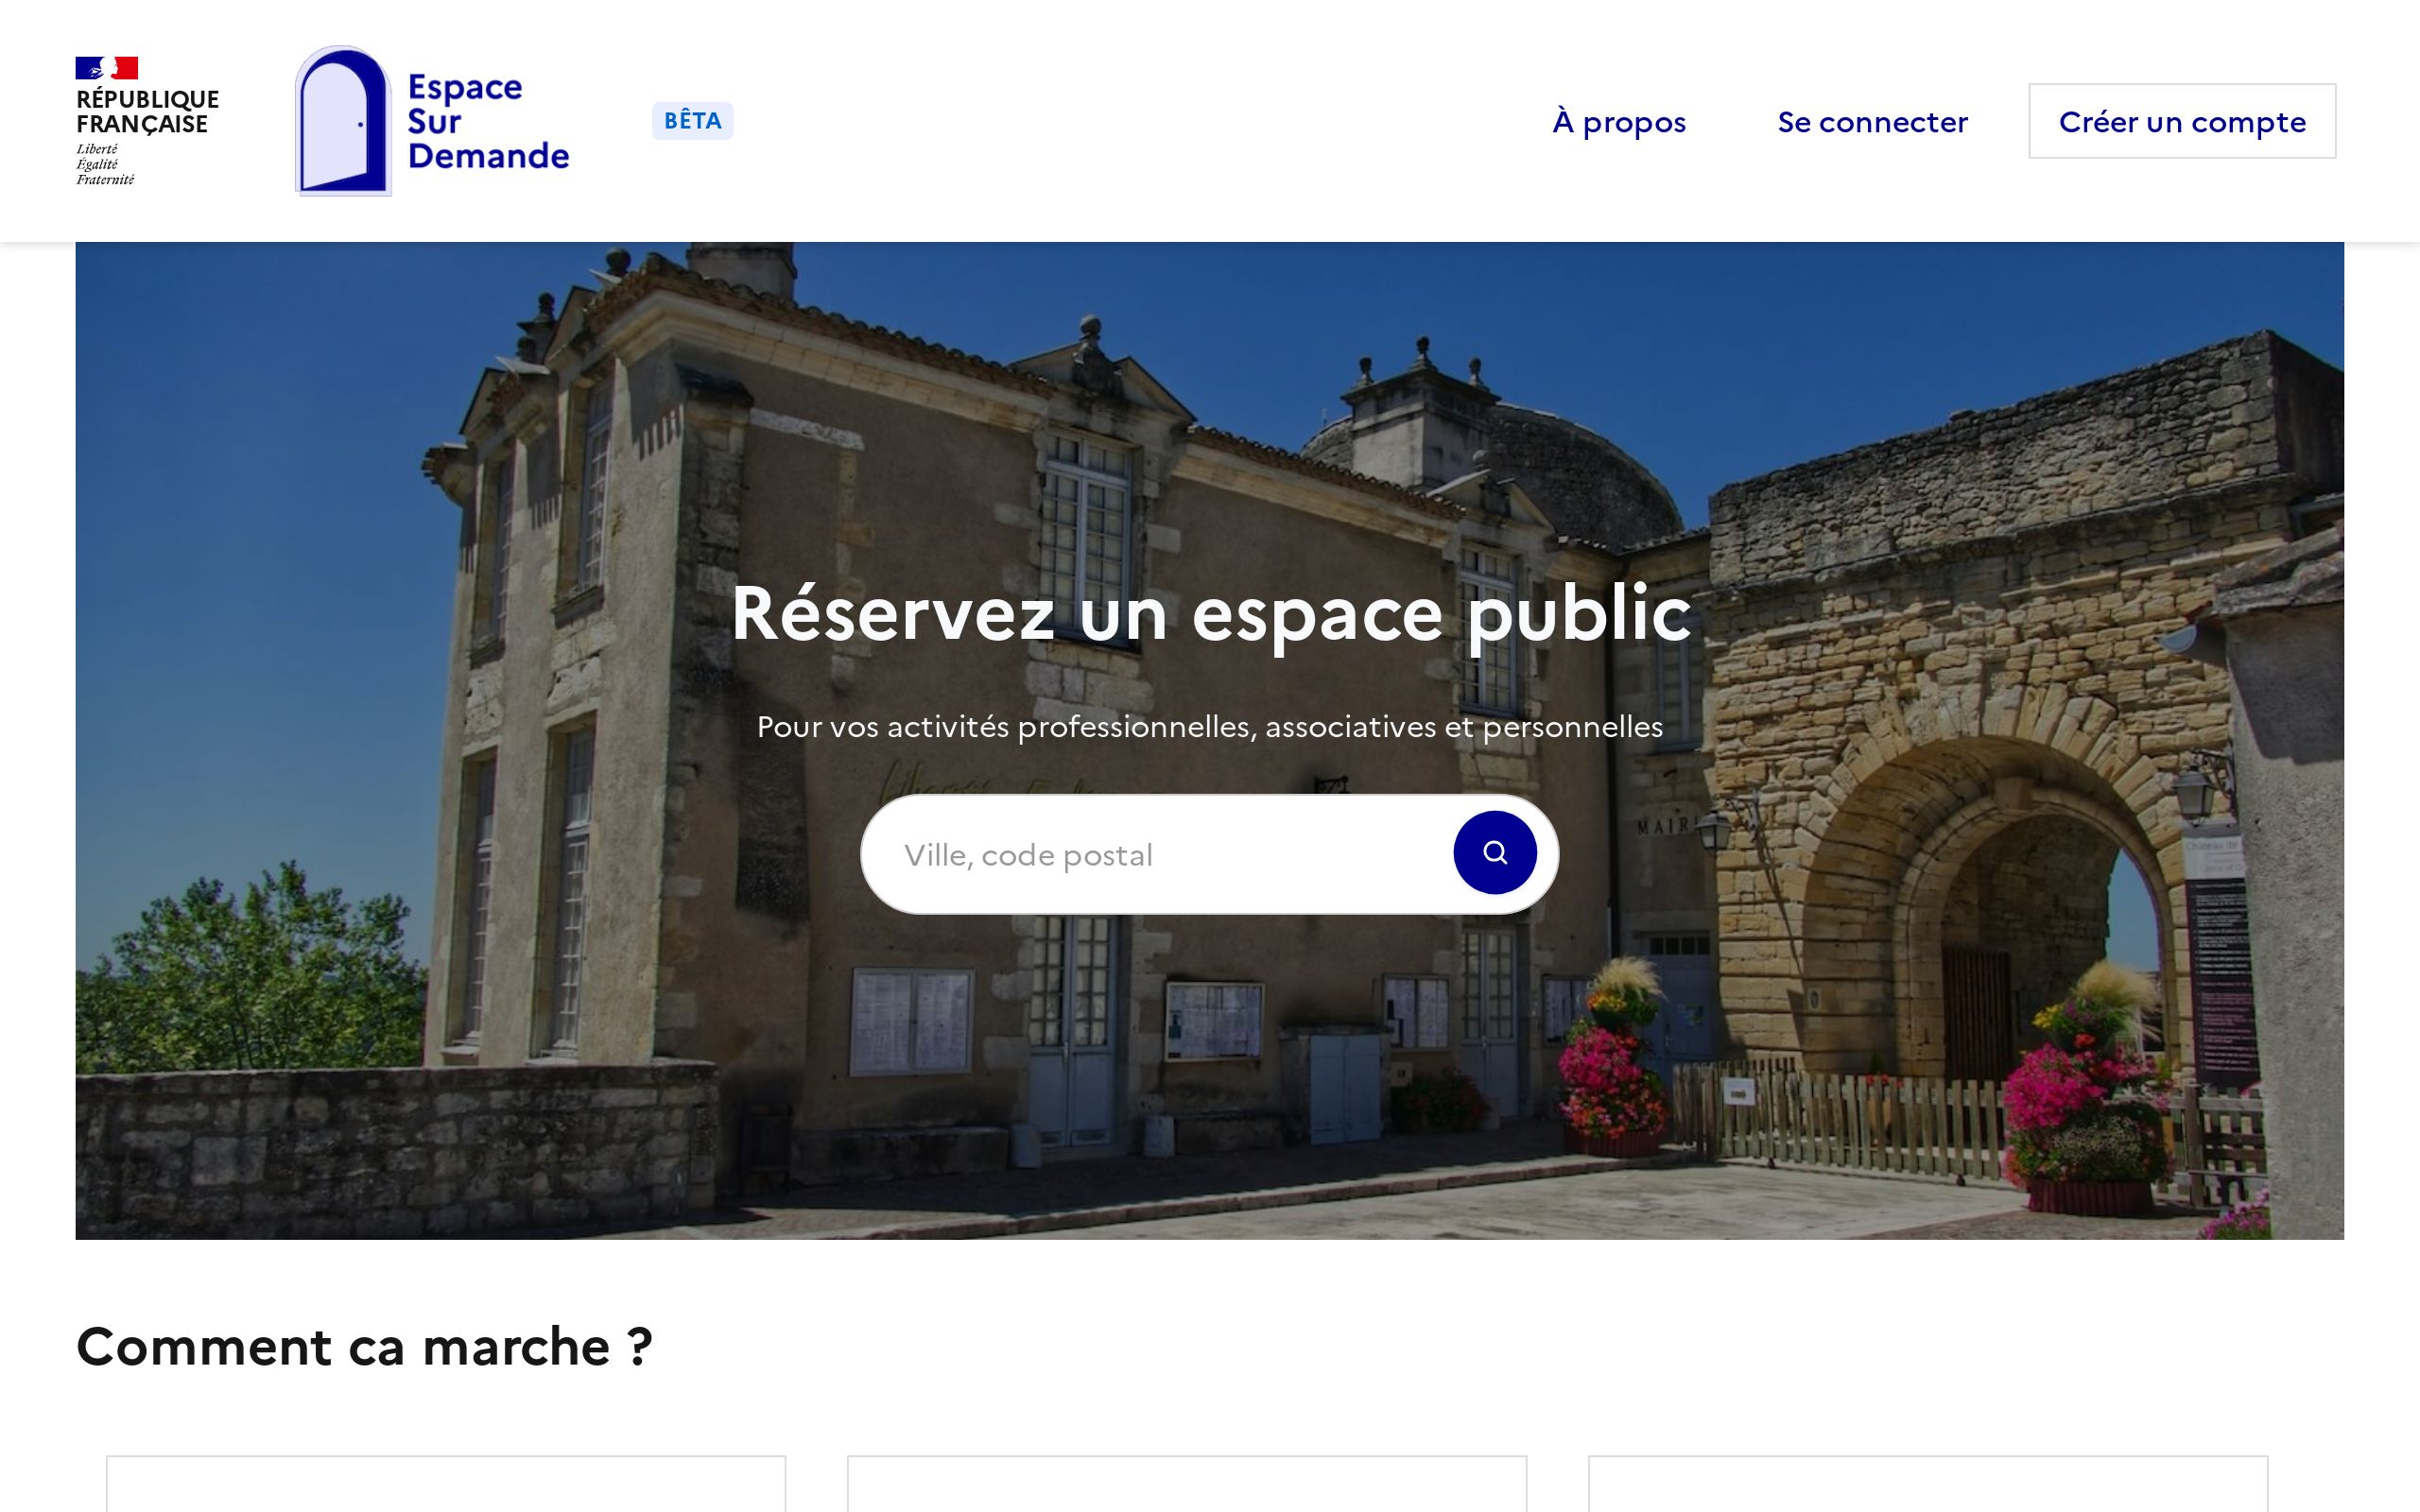 RÉPUBLIQUE
FRANÇAISE
Liberté
Égalité
Fraternité
Espace
Sur
Demande
BÊTA
À propos
Se connecter
Créer un compte
Réservez un espace public
Pour vos activités professionnelles, associatives et personnelles
Ville, code postal
Comment ca marche ?